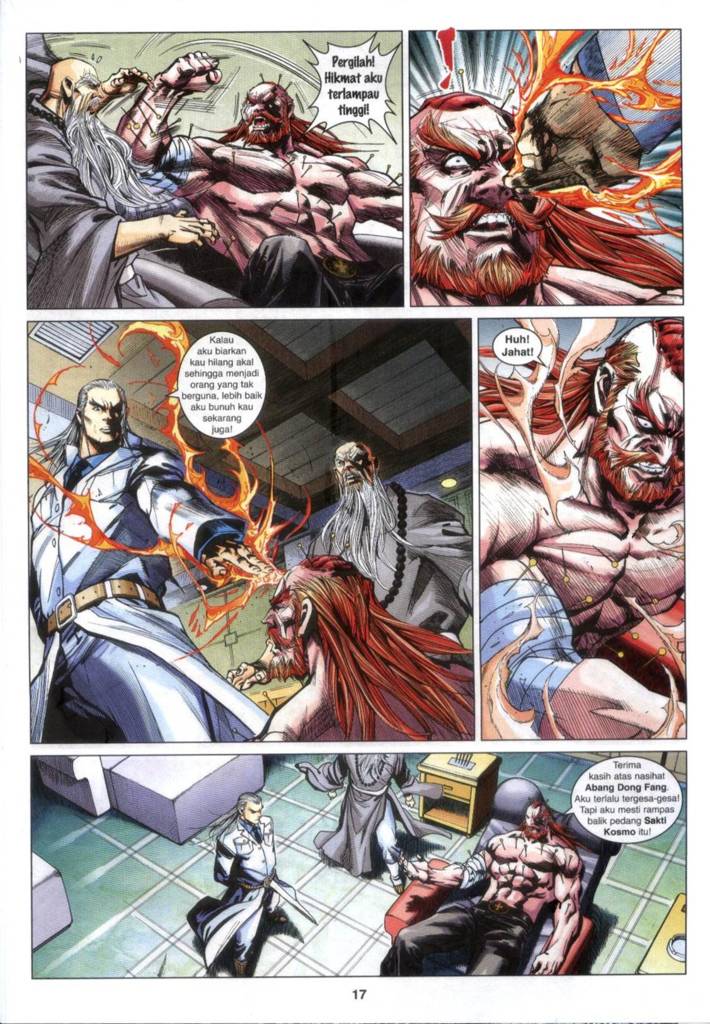 Pergilah!
Hikmat aku
terlampau
tinggi!
!
Kalau
aku biarkan
kau hilang akal
sehingga menjadi
orang yang tak
berguna, lebih baik
aku bunuh kau
sekarang
juga!
Huh!
Jahat!
Terima
kasih atas nasihat
Abang Dong Fang.
Aku terlalu tergesa-gesa!
Tapi aku mesti rampas
balik pedang Sakti
Kosmo itu!
17